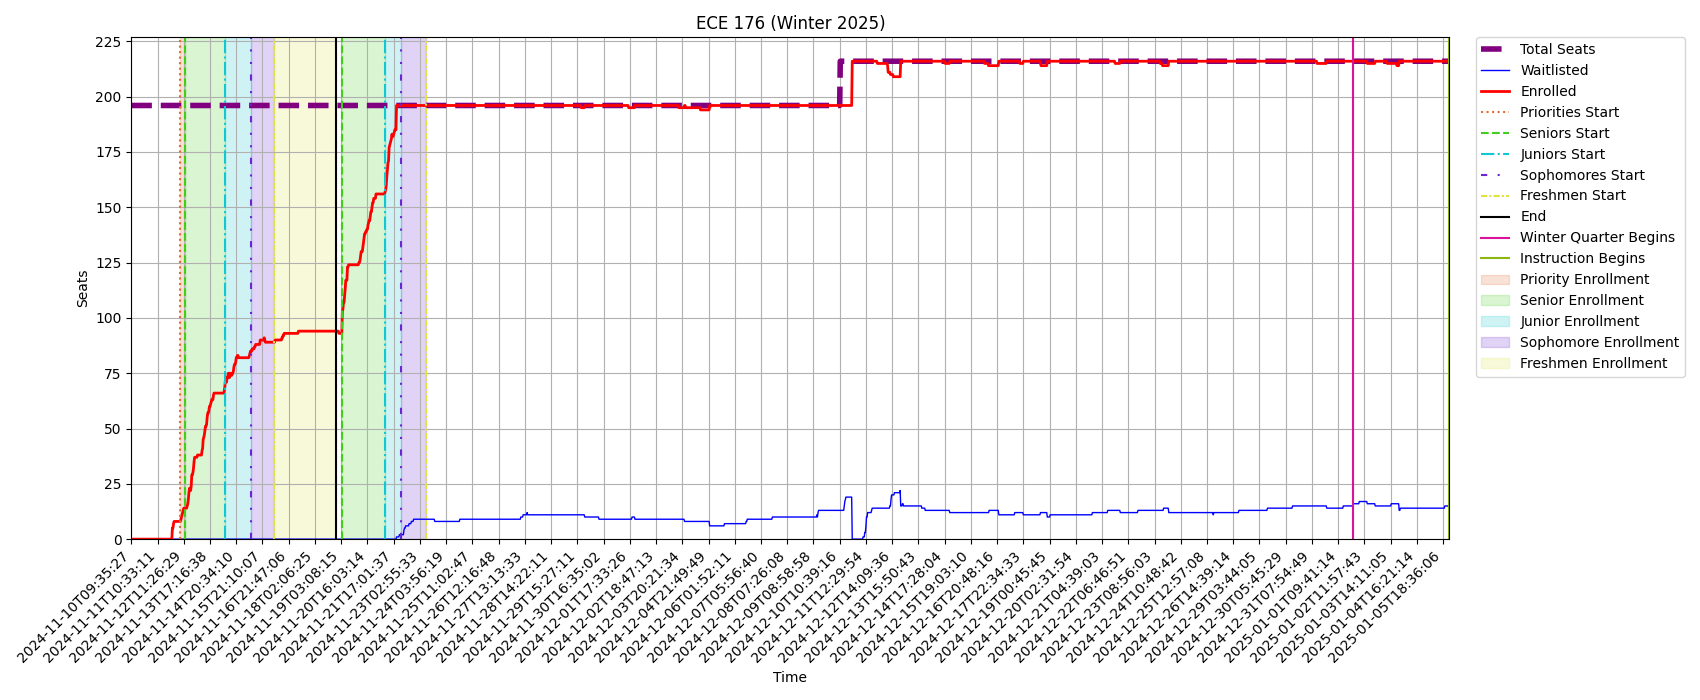 ECE 176 (Winter 2025)
Seats
225
200
175
150
125
100
75
50
25
0
2024-11-10T09:35:27
2024-11-11T10:33:11
2024-11-12T11:26:29
2024-11-13T17:16:38
2024-11-14T20:34:10
2024-11-15T21:10:07
2024-11-16T21:47:06
2024-11-18T02:06:25
2024-11-19T03:08:15
2024-11-20T16:03:14
2024-11-21T17:01:37
2024-11-23T02:55:33
2024-11-24T03:56:19
2024-11-25T11:02:47
2024-11-26T12:16:48
2024-11-27T13:13:33
2024-11-28T14:22:11
2024-11-29T15:27:11
2024-11-30T16:35:02
2024-12-01T17:33:26
2024-12-02T18:47:13
2024-12-03T20:21:34
2024-12-04T21:49:49
2024-12-06T01:52:11
2024-12-07T05:56:40
2024-12-08T07:26:08
2024-12-09T08:58:58
2024-12-10T10:39:16
2024-12-11T12:29:54
2024-12-12T14:09:36
2024-12-13T15:50:43
2024-12-14T17:28:04
2024-12-15T19:03:10
2024-12-16T20:48:16
2024-12-17T22:34:33
2024-12-19T00:45:45
2024-12-20T02:31:54
2024-12-21T04:39:03
2024-12-22T06:46:51
2024-12-23T08:56:03
2024-12-24T10:48:42
2024-12-25T12:57:08
2024-12-26T14:39:14
2024-12-29T03:44:05
2024-12-30T05:45:29
2024-12-31T07:54:49
2025-01-01T09:41:14
2025-01-02T11:57:43
2025-01-03T14:11:05
2025-01-04T16:21:14
2025-01-05T18:36:06
Time
Total Seats
Waitlisted
Enrolled
Priorities Start
Seniors Start
Juniors Start
Sophomores Start
Freshmen Start
End
Winter Quarter Begins
Instruction Begins
Priority Enrollment
Senior Enrollment
Junior Enrollment
Sophomore Enrollment
Freshmen Enrollment